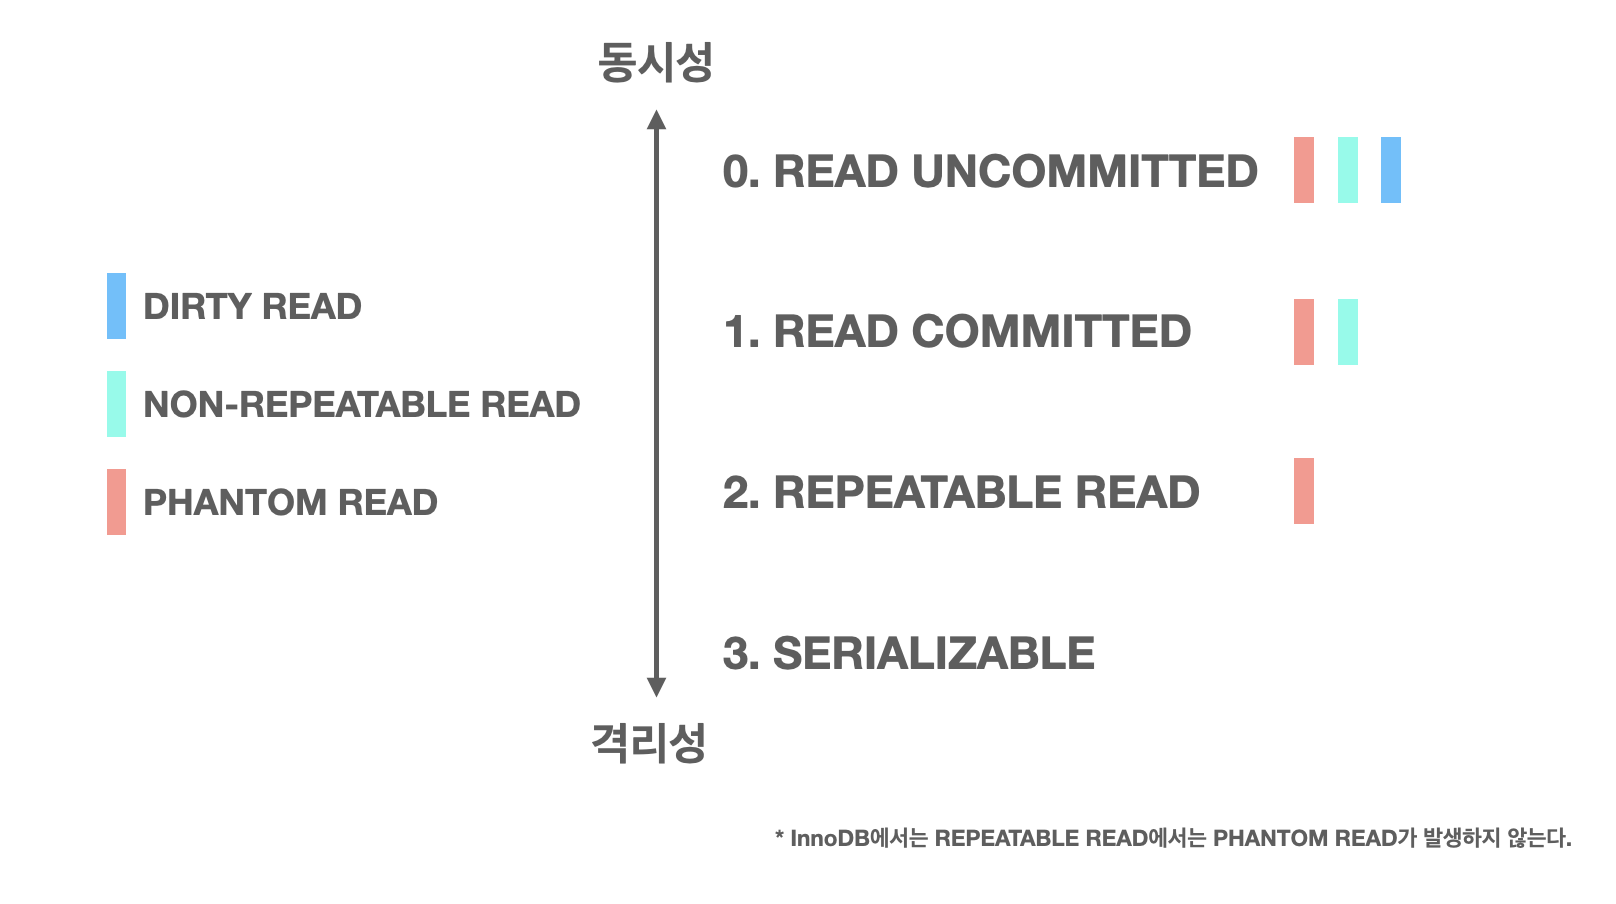 동시성
0. READ UNCOMMITTED
DIRTY READ
1. READ COMMITTED
NON-REPEATABLE READ
PHANTOM READ
2. REPEATABLE READ
3. SERIALIZABLE
격리성
* InnoDB에서는 REPEATABLE READ에서는 PHANTOM READ가 발생하지 않는다.